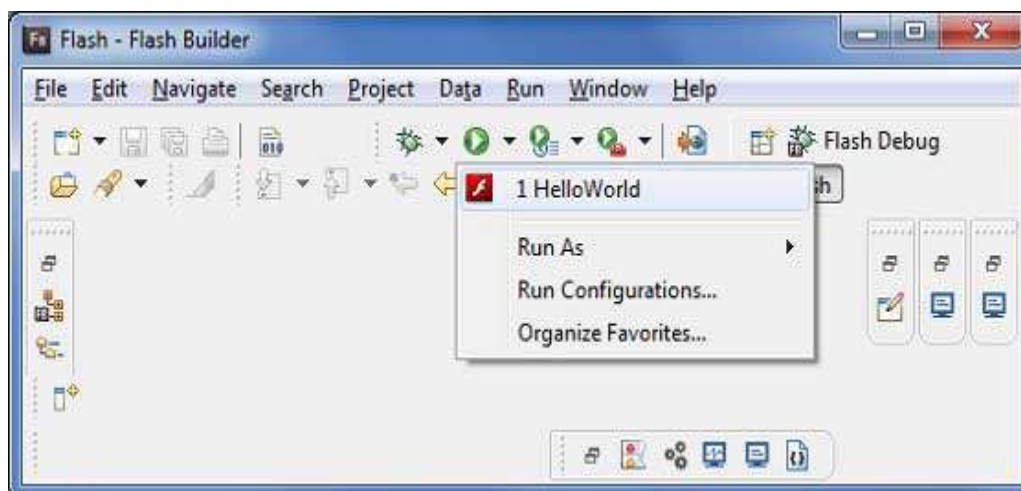 Flash - Flash Builder
File Edit Navigate Search Project Data Run Window Help
Flash Debug
1 HelloWorld
Run As
Run Configurations...
Organize Favorites...